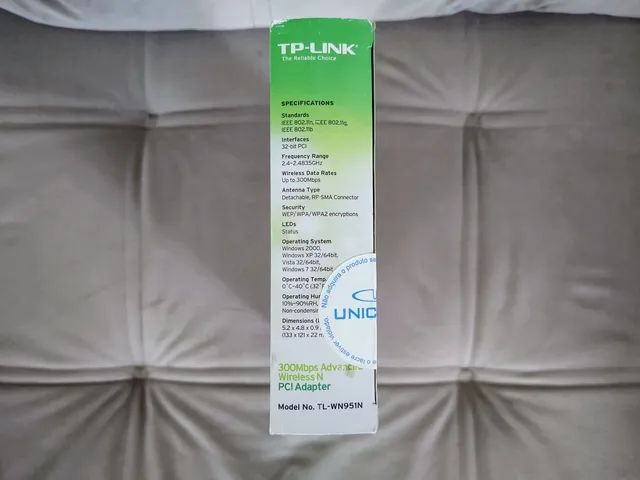 TP-LINK®
The Reliable Choice
SPECIFICATIONS
Standards
IEEE 802.11n, IEEE 802.11g,
IEEE 802.11b
Interfaces
32-bit PCI
Frequency Range
2.4~2.4835GHz
Wireless Data Rates
Up to 300Mbps
Antenna Type
Detachable, RP-SMA Connector
Security
WEP/WPA/WPA2 encryptions
LEDs
Status
Operating System
Windows 2000,
Windows XP 32/64bit,
Vista 32/64bit,
Windows 7 32/64bit
Operating Temp
0°C~40°C (32°F
Operating Hu
10%~90%RH,
Non-condensin
Dimensions (
5.2 x 4.8 x 0.9
(133 x 121 x 22 m
Não adquira o produto se
UNIC
e o lacre estiver violado.
300Mbps Advanced
Wireless N
PCI Adapter
Model No. TL-WN951N